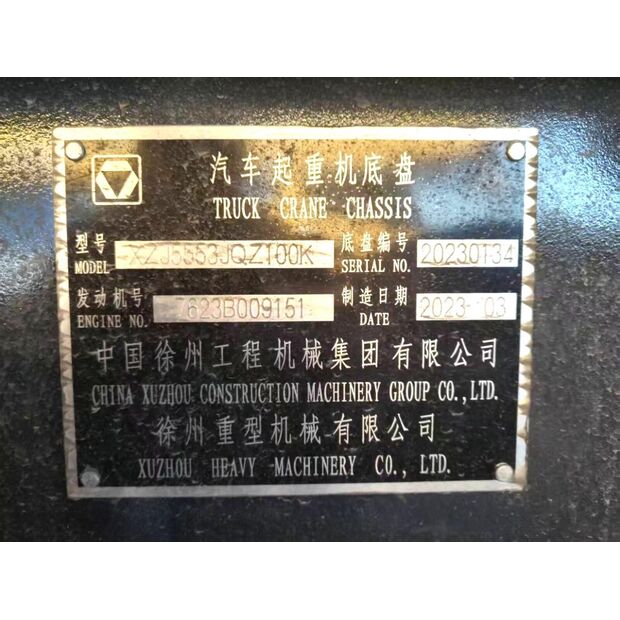 汽车起重机底盘
TRUCK CRANE CHASSIS
型号 XZJ5553JQZ100K 底盘编号 20230134
MODEL SERIAL NO.
发动机号 7623B009151 制造日期 2023 03
ENGINE NO. DATE
中国徐州工程机械集团有限公司
CHINA XUZHOU CONSTRUCTION MACHINERY GROUP CO.,LTD.
徐州重型机械有限公司
XUZHOU HEAVY MACHINERY CO., LTD.